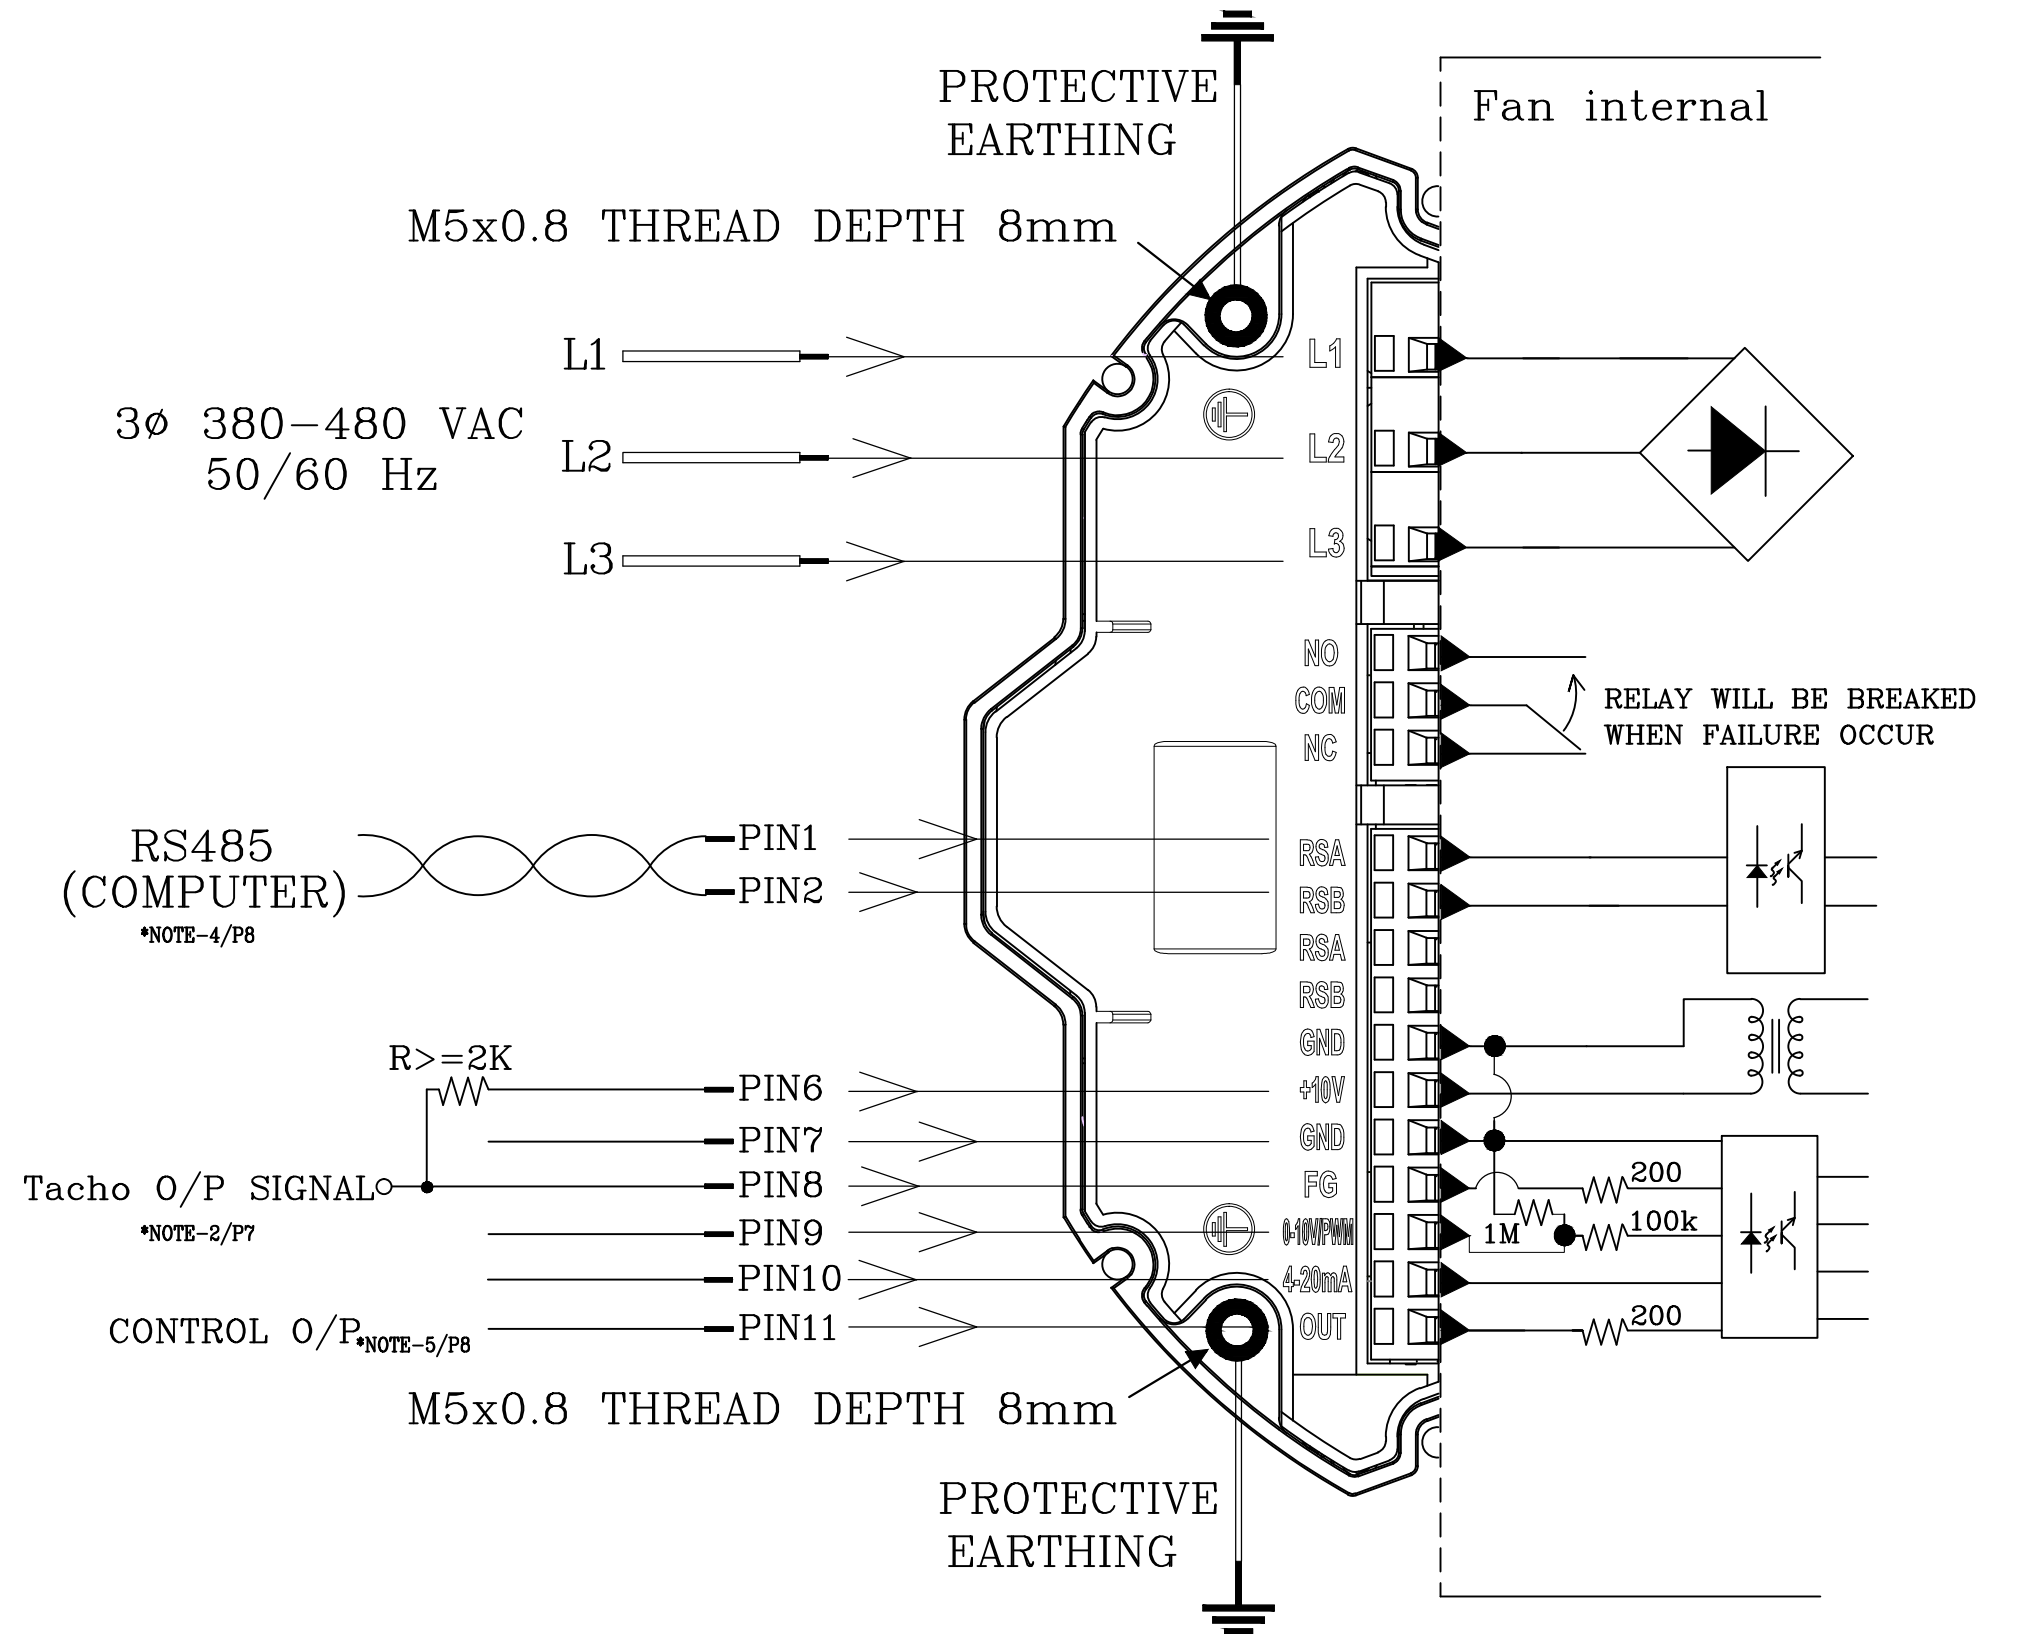 PROTECTIVE
EARTHING
Fan internal
M5x0.8 THREAD DEPTH 8mm
L1
L1
3ø 380-480 VAC
50/60 Hz
L2
L2
L3
L3
NO
COM
NC
RELAY WILL BE BREAKED
WHEN FAILURE OCCUR
RS485
(COMPUTER)
*NOTE-4/P8
PIN1
PIN2
RSA
RSB
RSA
RSB
GND
R>=2K
PIN6
+10V
PIN7
GND
Tacho O/P SIGNAL
*NOTE-2/P7
PIN8
FG
200
PIN9
0-10V/PWM
1M
100k
PIN10
4-20mA
CONTROL O/P
*NOTE-5/P8
PIN11
OUT
200
M5x0.8 THREAD DEPTH 8mm
PROTECTIVE
EARTHING